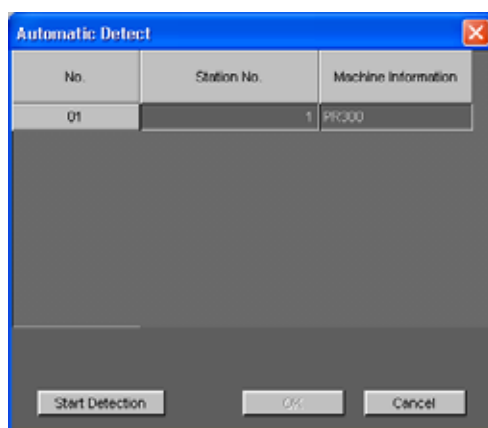 Automatic Detect
No. Station No. Machine Information
01 1 PR300
Start Detection OK Cancel